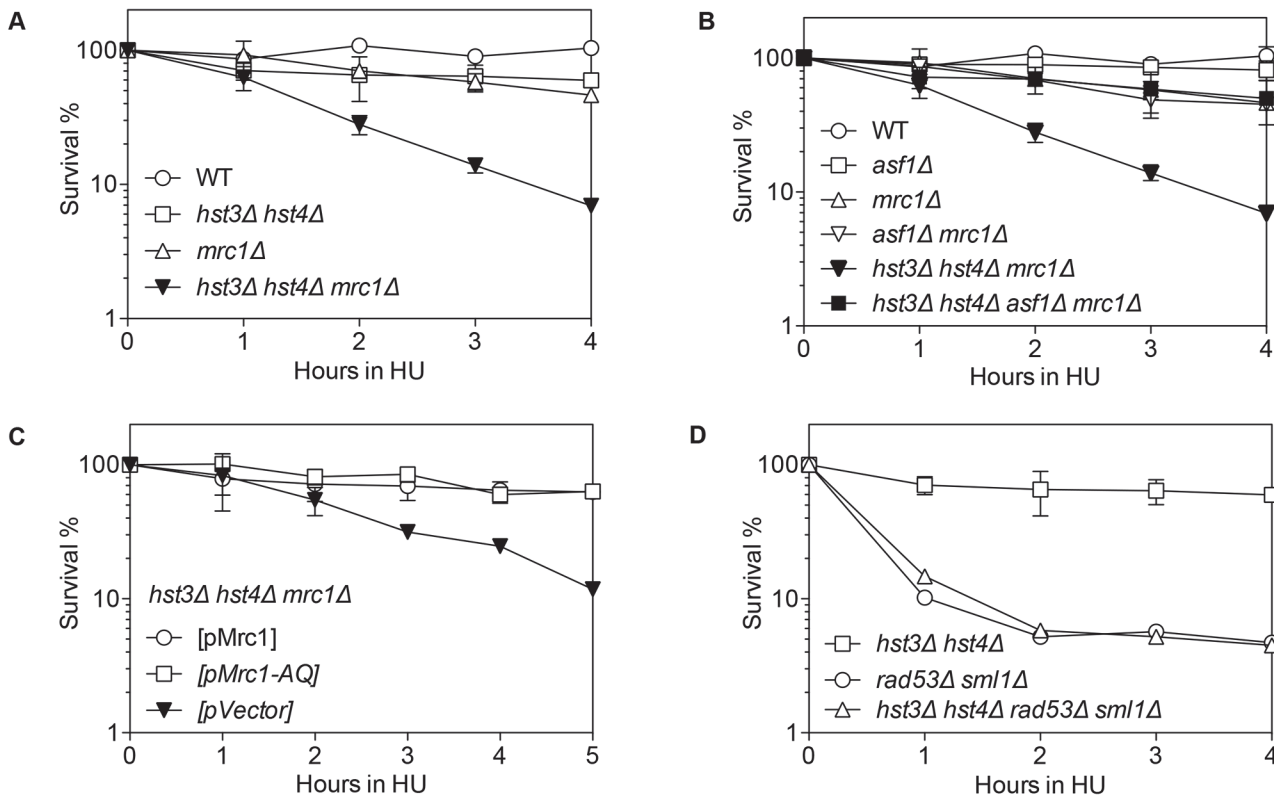 A
Survival %
100
10
1
WT
hst3Δ hst4Δ
mrc1Δ
hst3Δ hst4Δ mrc1Δ
0 1 2 3 4
Hours in HU
B
Survival %
100
10
1
WT
asf1Δ
mrc1Δ
asf1Δ mrc1Δ
hst3Δ hst4Δ mrc1Δ
hst3Δ hst4Δ asf1Δ mrc1Δ
0 1 2 3 4
Hours in HU
C
Survival %
100
10
1
hst3Δ hst4Δ mrc1Δ
[pMrc1]
[pMrc1-AQ]
[pVector]
0 1 2 3 4 5
Hours in HU
D
Survival %
100
10
1
hst3Δ hst4Δ
rad53Δ sml1Δ
hst3Δ hst4Δ rad53Δ sml1Δ
0 1 2 3 4
Hours in HU